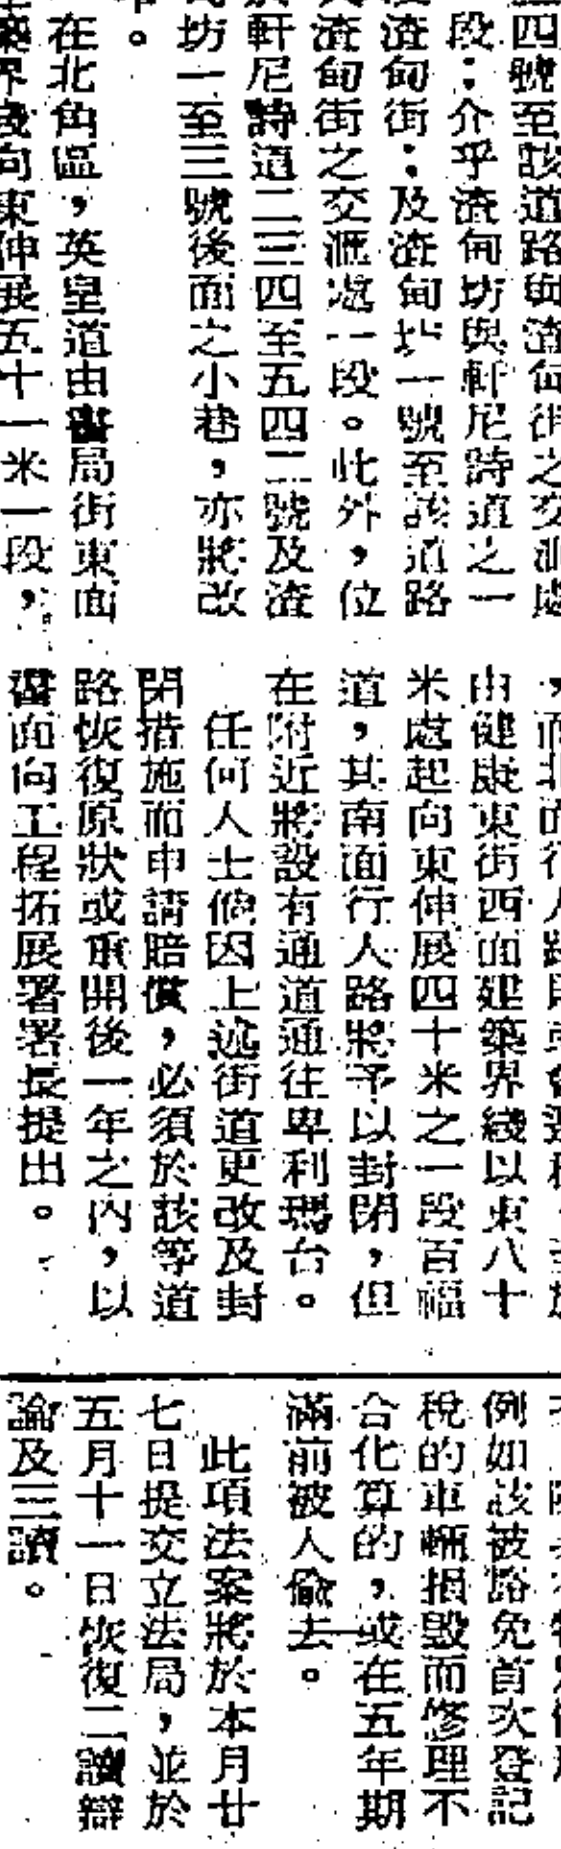 四號至該道路與渣甸街之交匯處
段：介乎渣甸坊與軒尼詩道之一
渣甸街：及渣甸坊一號至該道路
渣甸街之交匯處一段。此外，位
於軒尼詩道二三四至五四二號及渣
甸坊一至三號後面之小巷，亦將改
。
在北角區，英皇道由書局街東面
築界綫向東伸展五十一米一段，
，而北面行人路
由健康東街西面建築界綫以東八十
米處起向東伸展四十米之一段百福
道，其南面行人路將予以封閉，但
在附近將設有通道通往卑利瑪台。
任何人士倘因上述街道更改及封
閉措施而申請賠償，必須於該等道
路恢復原狀或重開後一年之內，以
書面向工程拓展署署長提出。
例如該被豁免首次登記
稅的車輛損毀而修理不
合化算的，或在五年期
滿前被人偷去。
此項法案將於本月廿
七日提交立法局，並於
五月十一日恢復二讀辯
論及三讀。